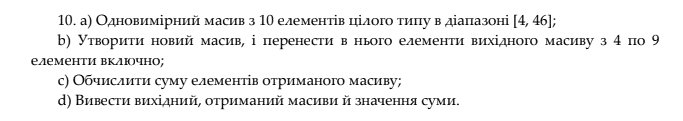 10. a) Одновимірний масив з 10 елементів цілого типу в діапазоні [4, 46];
b) Утворити новий масив, і перенести в нього елементи вихідного масиву з 4 по 9
елементи включно;
c) Обчислити суму елементів отриманого масиву;
d) Вивести вихідний, отриманий масиви й значення суми.